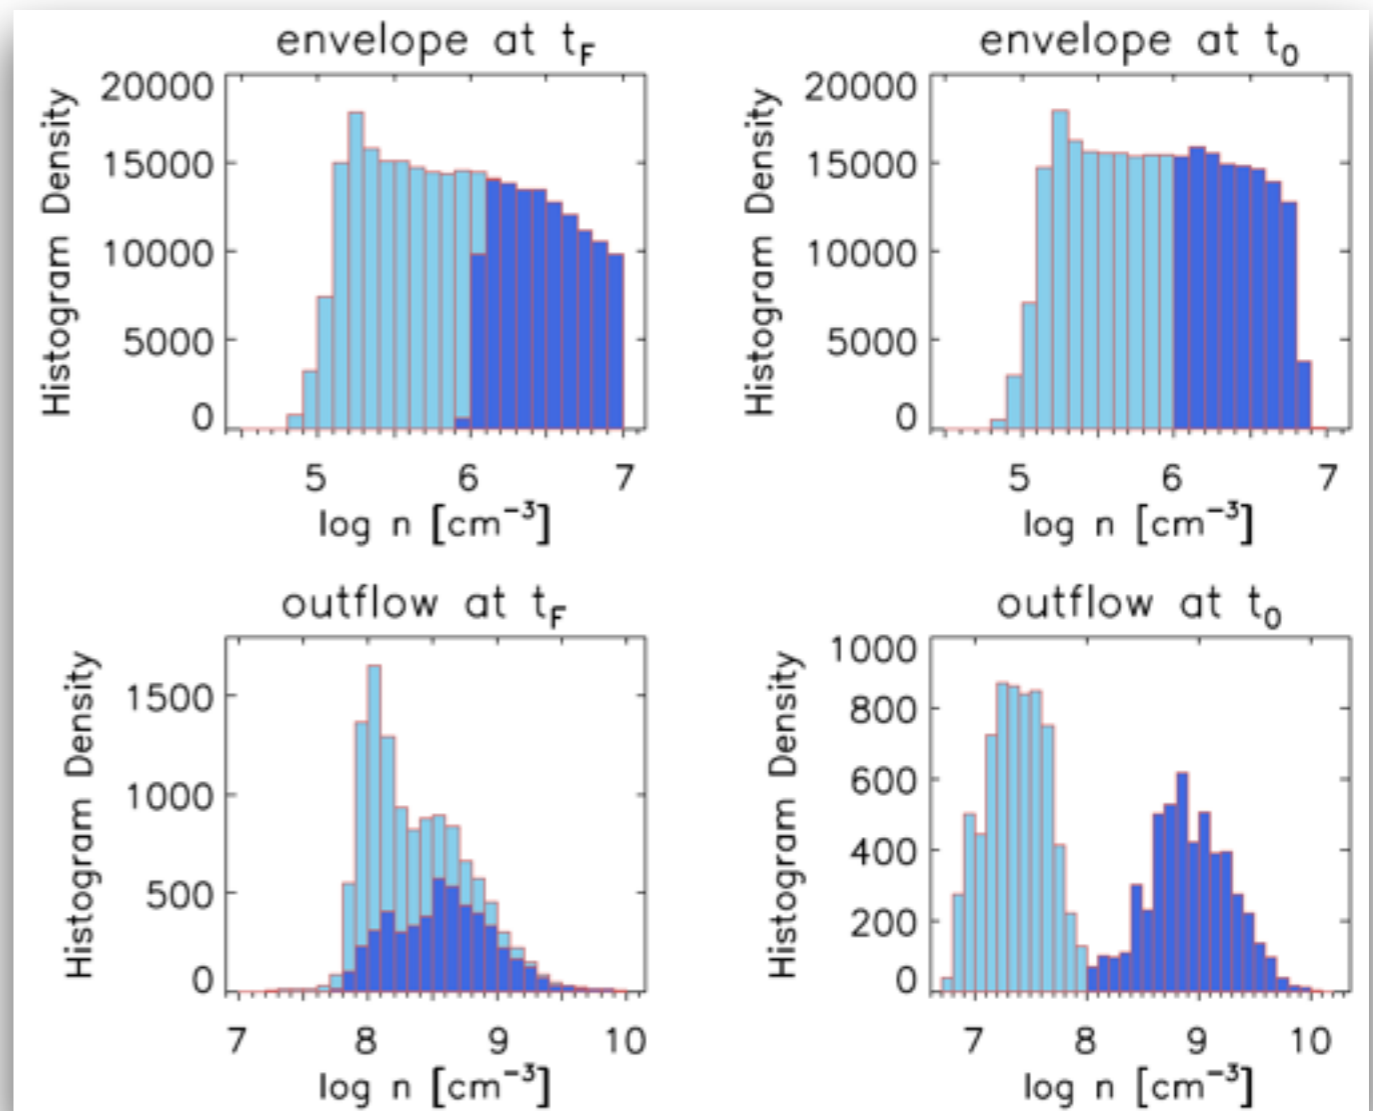 envelope at tF
Histogram Density
20000
15000
10000
5000
0
5 6 7
log n [cm⁻³]
envelope at t0
Histogram Density
20000
15000
10000
5000
0
5 6 7
log n [cm⁻³]
outflow at tF
Histogram Density
1500
1000
500
0
7 8 9 10
log n [cm⁻³]
outflow at t0
Histogram Density
1000
800
600
400
200
0
7 8 9 10
log n [cm⁻³]